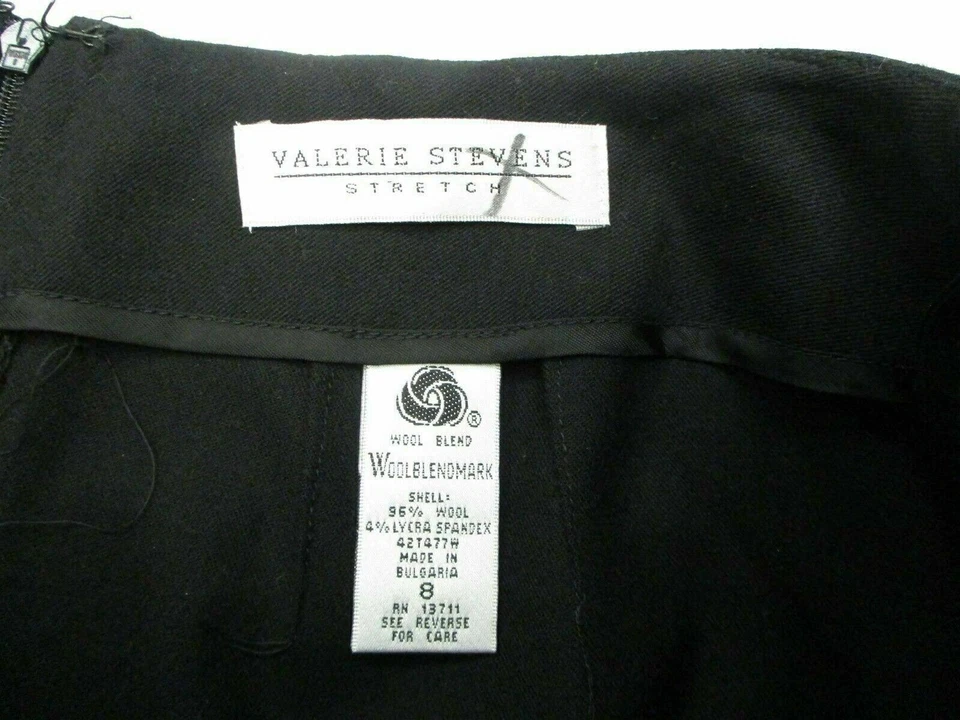 VALERIE STEVENS
STRETCH
®
WOOL BLEND
WOOLBLENDMARK
SHELL:
96% WOOL
4% LYCRA SPANDEX
42T477W
MADE IN
BULGARIA
8
RN 13711
SEE REVERSE
FOR CARE